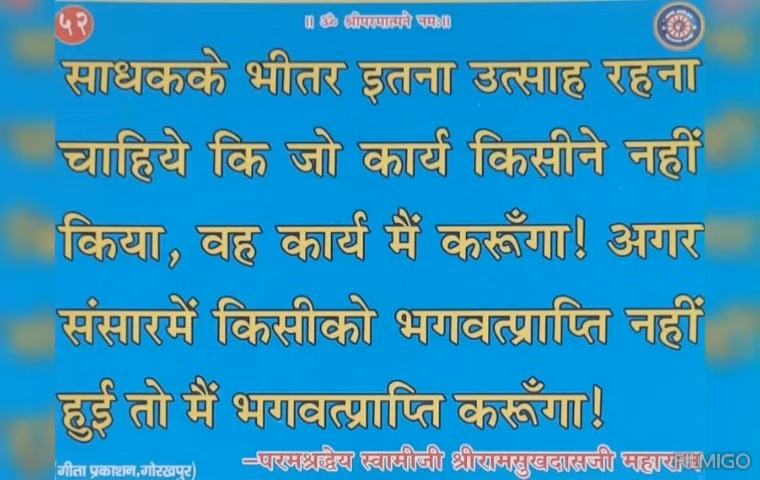 ५२
॥ ॐ श्रीपरमात्मने नमः॥
साधकके भीतर इतना उत्साह रहना
चाहिये कि जो कार्य किसीने नहीं
किया, वह कार्य मैं करूँगा! अगर
संसारमें किसीको भगवत्प्राप्ति नहीं
हुई तो मैं भगवत्प्राप्ति करूँगा!
–परमश्रद्धेय स्वामीजी श्रीरामसुखदासजी महाराज
(गीता प्रकाशन,गोरखपुर)
FILMIGO